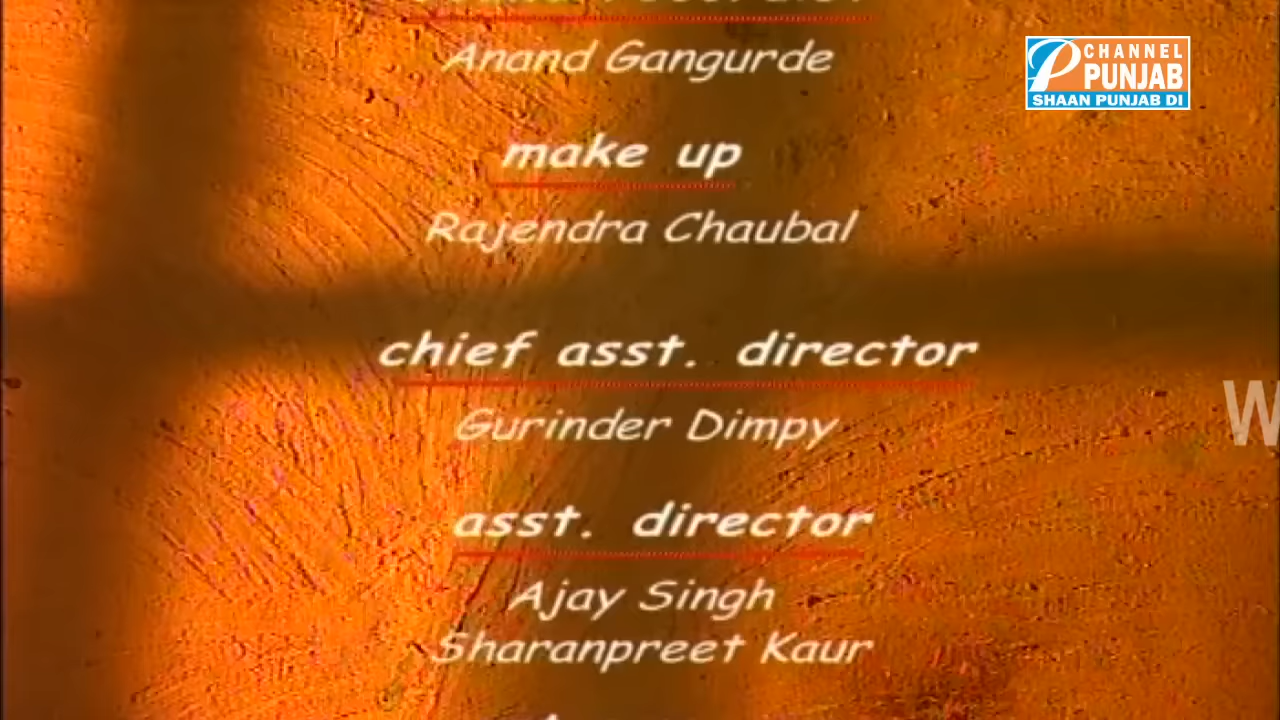 Anand Gangurde
CHANNEL
PUNJAB
SHAAN PUNJAB DI
make up
Rajendra Chaubal
chief asst. director
Gurinder Dimpy
W
asst. director
Ajay Singh
Sharanpreet Kaur